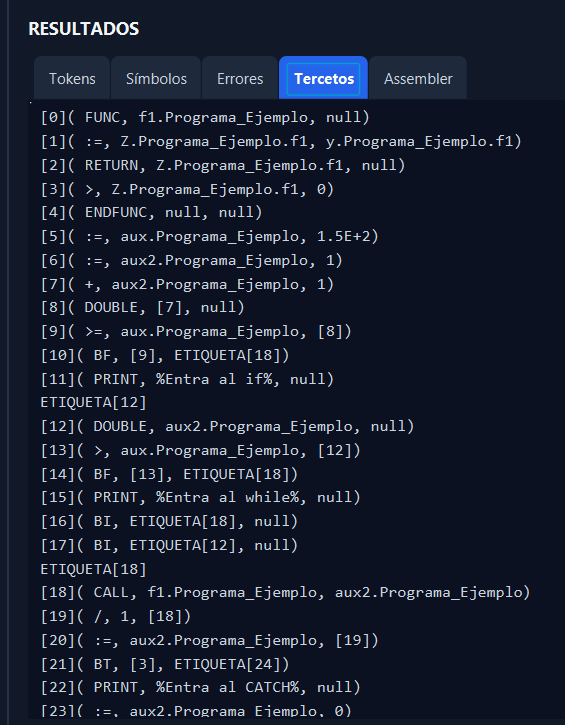 RESULTADOS
Tokens Símbolos Errores Tercetos Assembler
[0]( FUNC, f1.Programa_Ejemplo, null)
[1]( :=, Z.Programa_Ejemplo.f1, y.Programa_Ejemplo.f1)
[2]( RETURN, Z.Programa_Ejemplo.f1, null)
[3]( >, Z.Programa_Ejemplo.f1, 0)
[4]( ENDFUNC, null, null)
[5]( :=, aux.Programa_Ejemplo, 1.5E+2)
[6]( :=, aux2.Programa_Ejemplo, 1)
[7]( +, aux2.Programa_Ejemplo, 1)
[8]( DOUBLE, [7], null)
[9]( >=, aux.Programa_Ejemplo, [8])
[10]( BF, [9], ETIQUETA[18])
[11]( PRINT, %Entra al if%, null)
ETIQUETA[12]
[12]( DOUBLE, aux2.Programa_Ejemplo, null)
[13]( >, aux.Programa_Ejemplo, [12])
[14]( BF, [13], ETIQUETA[18])
[15]( PRINT, %Entra al while%, null)
[16]( BI, ETIQUETA[18], null)
[17]( BI, ETIQUETA[12], null)
ETIQUETA[18]
[18]( CALL, f1.Programa_Ejemplo, aux2.Programa_Ejemplo)
[19]( /, 1, [18])
[20]( :=, aux2.Programa_Ejemplo, [19])
[21]( BT, [3], ETIQUETA[24])
[22]( PRINT, %Entra al CATCH%, null)
[23]( :=, aux2.Programa_Ejemplo, 0)